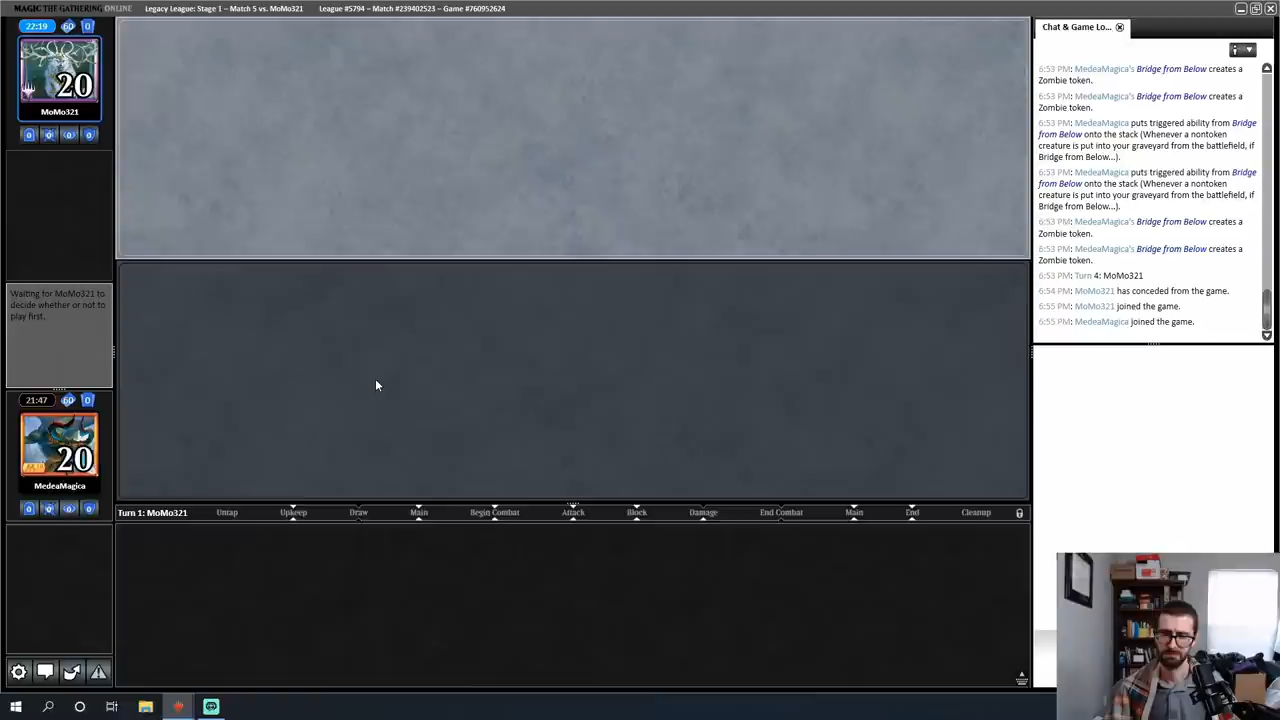 MAGIC THE GATHERING ONLINE Legacy League: Stage 1 – Match 5 vs. MoMo321 League #5794 – Match #239402523 – Game #760952624
22:19 60 0
20
MoMo321
0 0 0 0
Waiting for MoMo321 to
decide whether or not to
play first.
21:47 60 0
20
MedeaMagica
0 0 0 0
Turn 1: MoMo321 Untap Upkeep Draw Main Begin Combat Attack Block Damage End Combat Main End Cleanup
Chat & Game Lo...
6:53 PM: MedeaMagica's Bridge from Below creates a
Zombie token.
6:53 PM: MedeaMagica's Bridge from Below creates a
Zombie token.
6:53 PM: MedeaMagica puts triggered ability from Bridge
from Below onto the stack (Whenever a nontoken
creature is put into your graveyard from the battlefield, if
Bridge from Below...).
6:53 PM: MedeaMagica puts triggered ability from Bridge
from Below onto the stack (Whenever a nontoken
creature is put into your graveyard from the battlefield, if
Bridge from Below...).
6:53 PM: MedeaMagica's Bridge from Below creates a
Zombie token.
6:53 PM: MedeaMagica's Bridge from Below creates a
Zombie token.
6:53 PM: Turn 4: MoMo321
6:54 PM: MoMo321 has conceded from the game.
6:55 PM: MoMo321 joined the game.
6:55 PM: MedeaMagica joined the game.